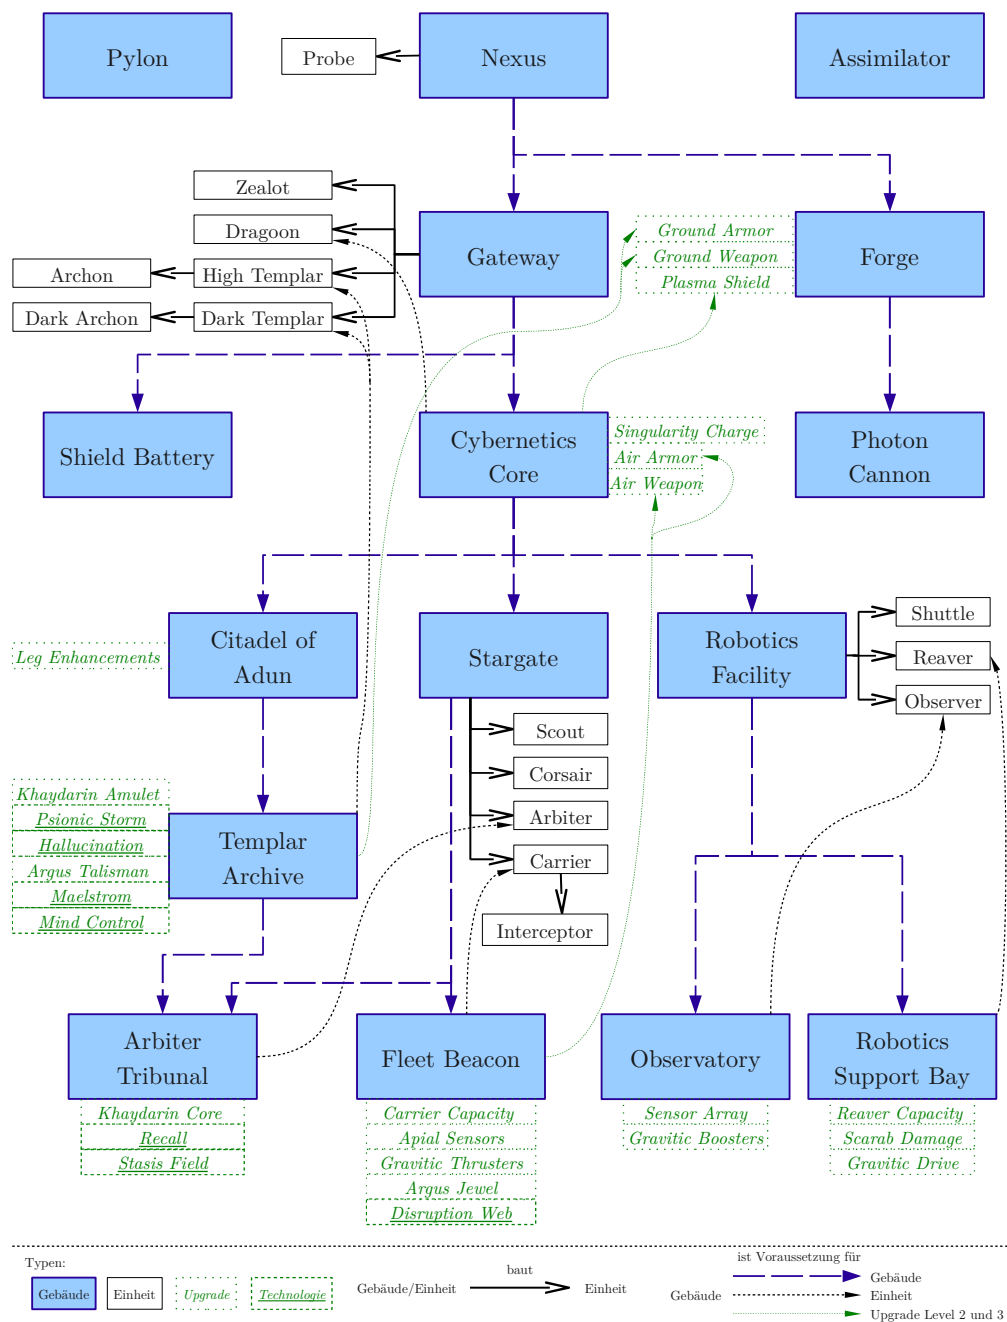 Pylon
Probe
Nexus
Assimilator
Zealot
Dragoon
Archon
High Templar
Dark Archon
Dark Templar
Gateway
Ground Armor
Ground Weapon
Plasma Shield
Forge
Shield Battery
Cybernetics
Core
Singularity Charge
Air Armor
Air Weapon
Photon
Cannon
Leg Enhancements
Citadel of
Adun
Stargate
Robotics
Facility
Shuttle
Reaver
Observer
Scout
Corsair
Arbiter
Carrier
Interceptor
Khaydarin Amulet
Psionic Storm
Hallucination
Argus Talisman
Maelstrom
Mind Control
Templar
Archive
Arbiter
Tribunal
Fleet Beacon
Observatory
Robotics
Support Bay
Khaydarin Core
Recall
Stasis Field
Carrier Capacity
Apial Sensors
Gravitic Thrusters
Argus Jewel
Disruption Web
Sensor Array
Gravitic Boosters
Reaver Capacity
Scarab Damage
Gravitic Drive
Typen:
Gebäude
Einheit
Upgrade
Technologie
Gebäude/Einheit
baut
Einheit
ist Voraussetzung für
Gebäude
Gebäude
Einheit
Upgrade Level 2 und 3